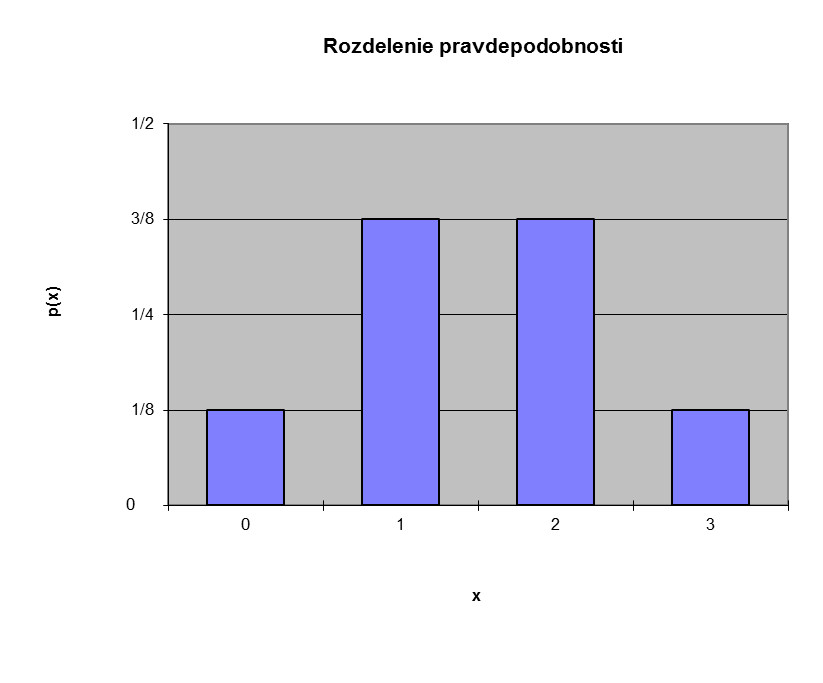 Rozdelenie pravdepodobnosti
1/2
3/8
p(x)
1/4
1/8
0
0 1 2 3
x